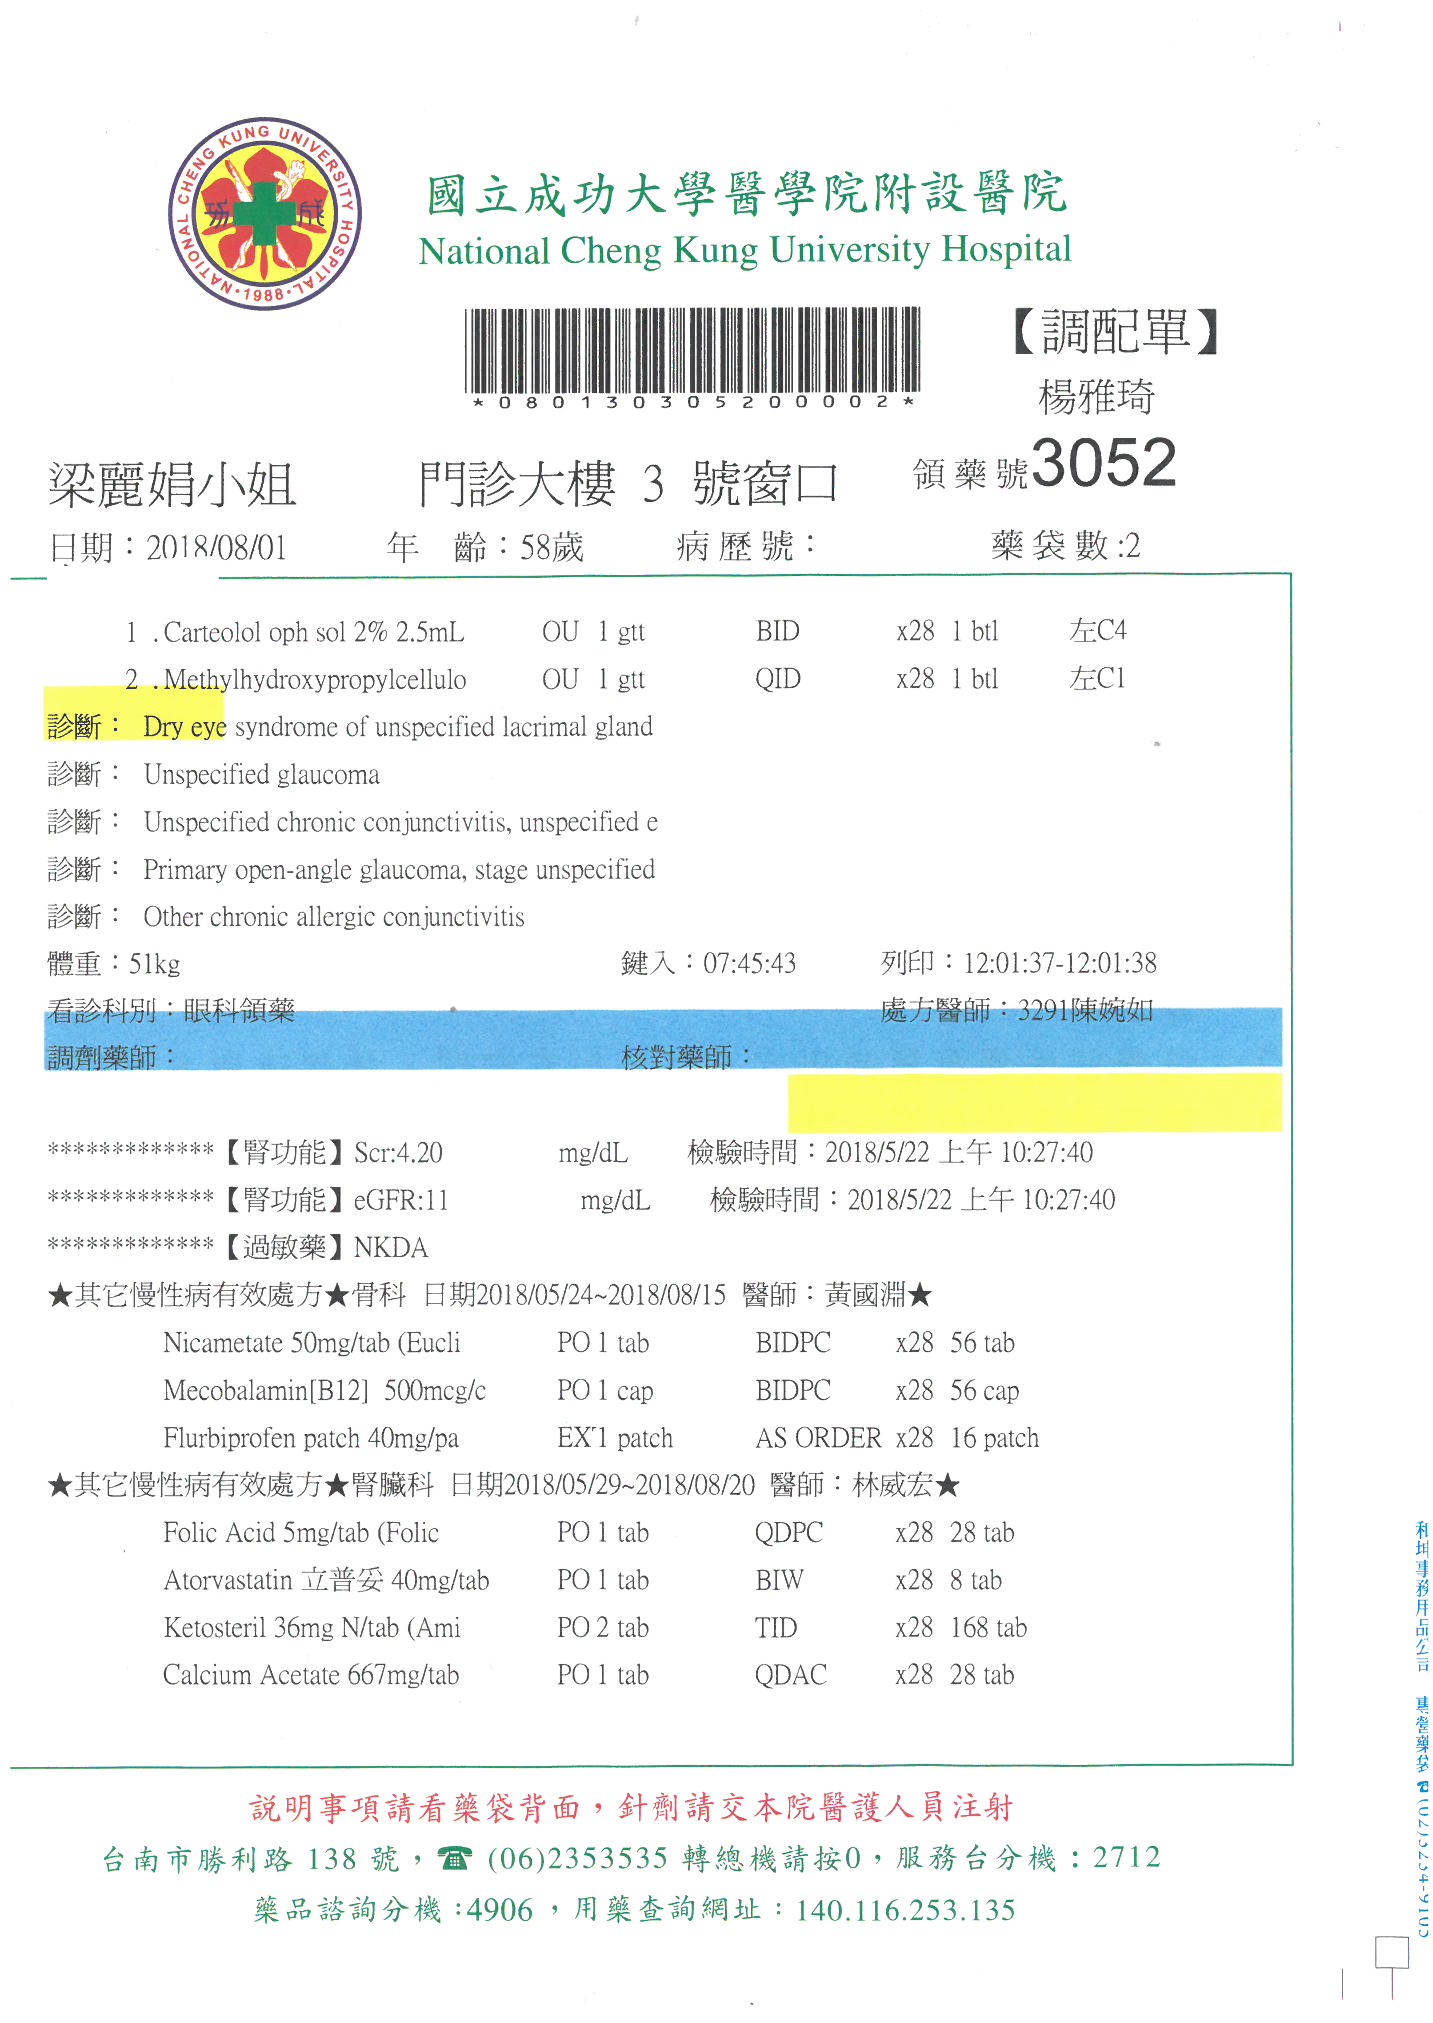 NATIONAL CHENG KUNG UNIVERSITY HOSPITAL
成功
·1988·
國立成功大學醫學院附設醫院
National Cheng Kung University Hospital
【調配單】
*080130305200002*
楊雅琦
梁麗娟小姐 門診大樓 3 號窗口 領藥號3052
日期：2018/08/01 年 齡：58歲 病歷號： 藥袋數:2
1 .Carteolol oph sol 2% 2.5mL OU 1 gtt BID x28 1 btl 左C4
2 .Methylhydroxypropylcellulo OU 1 gtt QID x28 1 btl 左C1
診斷： Dry eye syndrome of unspecified lacrimal gland
診斷： Unspecified glaucoma
診斷： Unspecified chronic conjunctivitis, unspecified e
診斷： Primary open-angle glaucoma, stage unspecified
診斷： Other chronic allergic conjunctivitis
體重：51kg 鍵入：07:45:43 列印：12:01:37-12:01:38
看診科別：眼科領藥 處方醫師：3291陳婉如
調劑藥師： 核對藥師：
*************【腎功能】Scr:4.20 mg/dL 檢驗時間：2018/5/22 上午 10:27:40
*************【腎功能】eGFR:11 mg/dL 檢驗時間：2018/5/22 上午 10:27:40
*************【過敏藥】NKDA
★其它慢性病有效處方★骨科 日期2018/05/24~2018/08/15 醫師：黃國淵★
Nicametate 50mg/tab (Eucli PO 1 tab BIDPC x28 56 tab
Mecobalamin[B12] 500mcg/c PO 1 cap BIDPC x28 56 cap
Flurbiprofen patch 40mg/pa EXT1 patch AS ORDER x28 16 patch
★其它慢性病有效處方★腎臟科 日期2018/05/29~2018/08/20 醫師：林威宏★
Folic Acid 5mg/tab (Folic PO 1 tab QDPC x28 28 tab
Atorvastatin 立普妥 40mg/tab PO 1 tab BIW x28 8 tab
Ketosteril 36mg N/tab (Ami PO 2 tab TID x28 168 tab
Calcium Acetate 667mg/tab PO 1 tab QDAC x28 28 tab
說明事項請看藥袋背面，針劑請交本院醫護人員注射
台南市勝利路 138 號，☎ (06)2353535 轉總機請按0，服務台分機：2712
藥品諮詢分機：4906 ，用藥查詢網址：140.116.253.135
和坤事務用品公司 專營藥袋